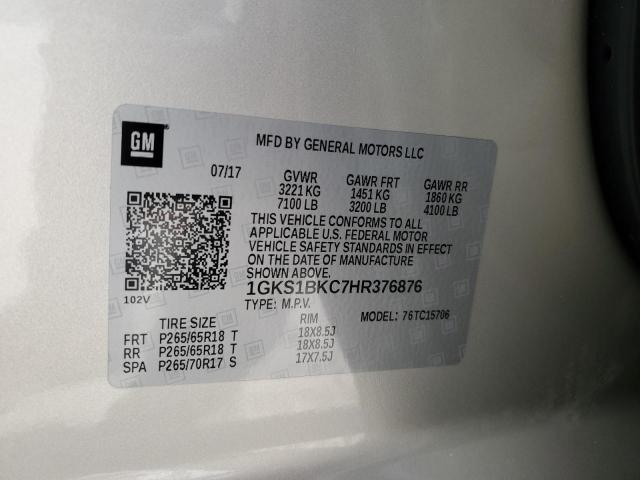 GM
MFD BY GENERAL MOTORS LLC
07/17 GVWR GAWR FRT GAWR RR
3221 KG 1451 KG 1860 KG
7100 LB 3200 LB 4100 LB
THIS VEHICLE CONFORMS TO ALL
APPLICABLE U.S. FEDERAL MOTOR
VEHICLE SAFETY STANDARDS IN EFFECT
ON THE DATE OF MANUFACTURE
SHOWN ABOVE.
102V
1GKS1BKC7HR376876
TYPE: M.P.V. MODEL: 76TC15706
TIRE SIZE RIM
FRT P265/65R18 T 18X8.5J
RR P265/65R18 T 18X8.5J
SPA P265/70R17 S 17X7.5J